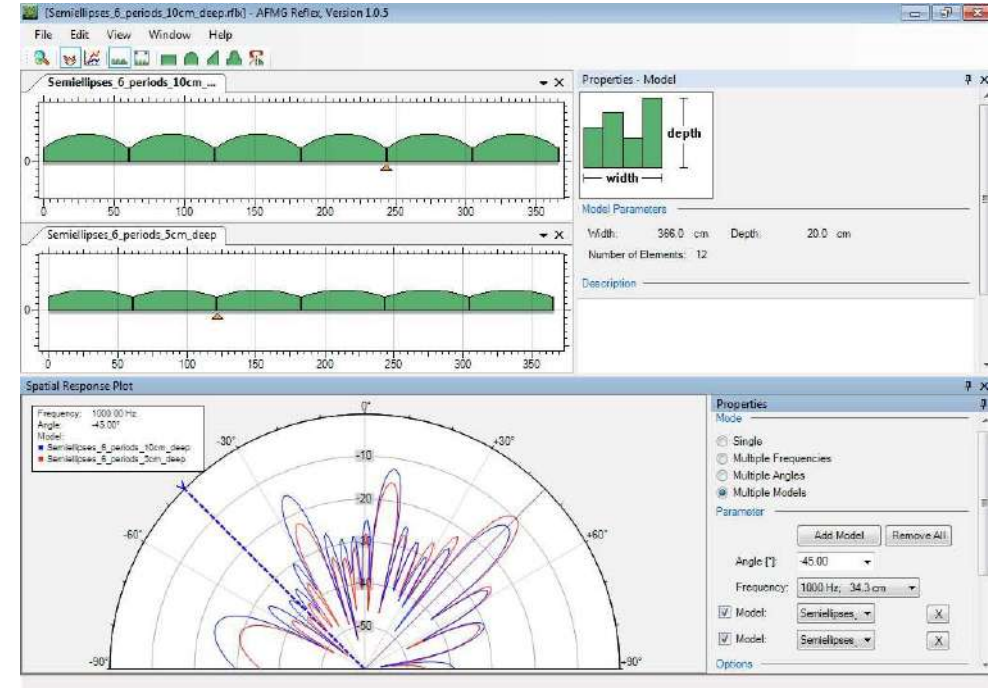 [Semiellipses_6_periods_10cm_deep.rflx] - AFMG Reflex, Version 1.0.5
File Edit View Window Help
Semiellipses_6_periods_10cm_...
0
0 50 100 150 200 250 300 350
Semiellipses_6_periods_5cm_deep
0
0 50 100 150 200 250 300 350
Properties - Model
depth
width
Model Parameters
Width: 366.0 cm Depth: 20.0 cm
Number of Elements: 12
Description
Spatial Response Plot
Frequency: 1000.00 Hz
Angle: -45.00°
Model:
Semiellipses_6_periods_10cm_deep
Semiellipses_6_periods_5cm_deep
0°
-30° +30°
-10
-20
-60° +60°
-50
-90° +90°
Properties
Mode
Single
Multiple Frequencies
Multiple Angles
Multiple Models
Parameter
Add Model Remove All
Angle [°]: -45.00
Frequency: 1000 Hz; 34.3 cm
Model: Semiellipses_ X
Model: Semiellipses_ X
Options